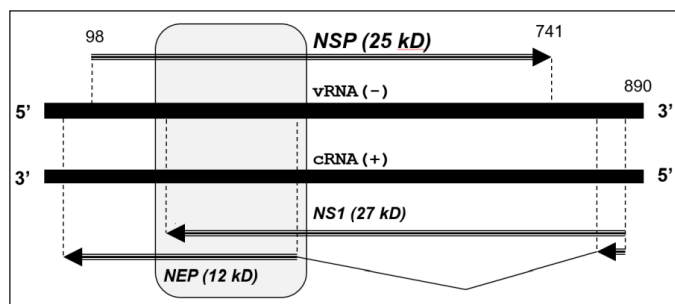 98 NSP (25 kD) 741
vRNA (-) 890
5’ 3’
cRNA (+)
3’ 5’
NS1 (27 kD)
NEP (12 kD)